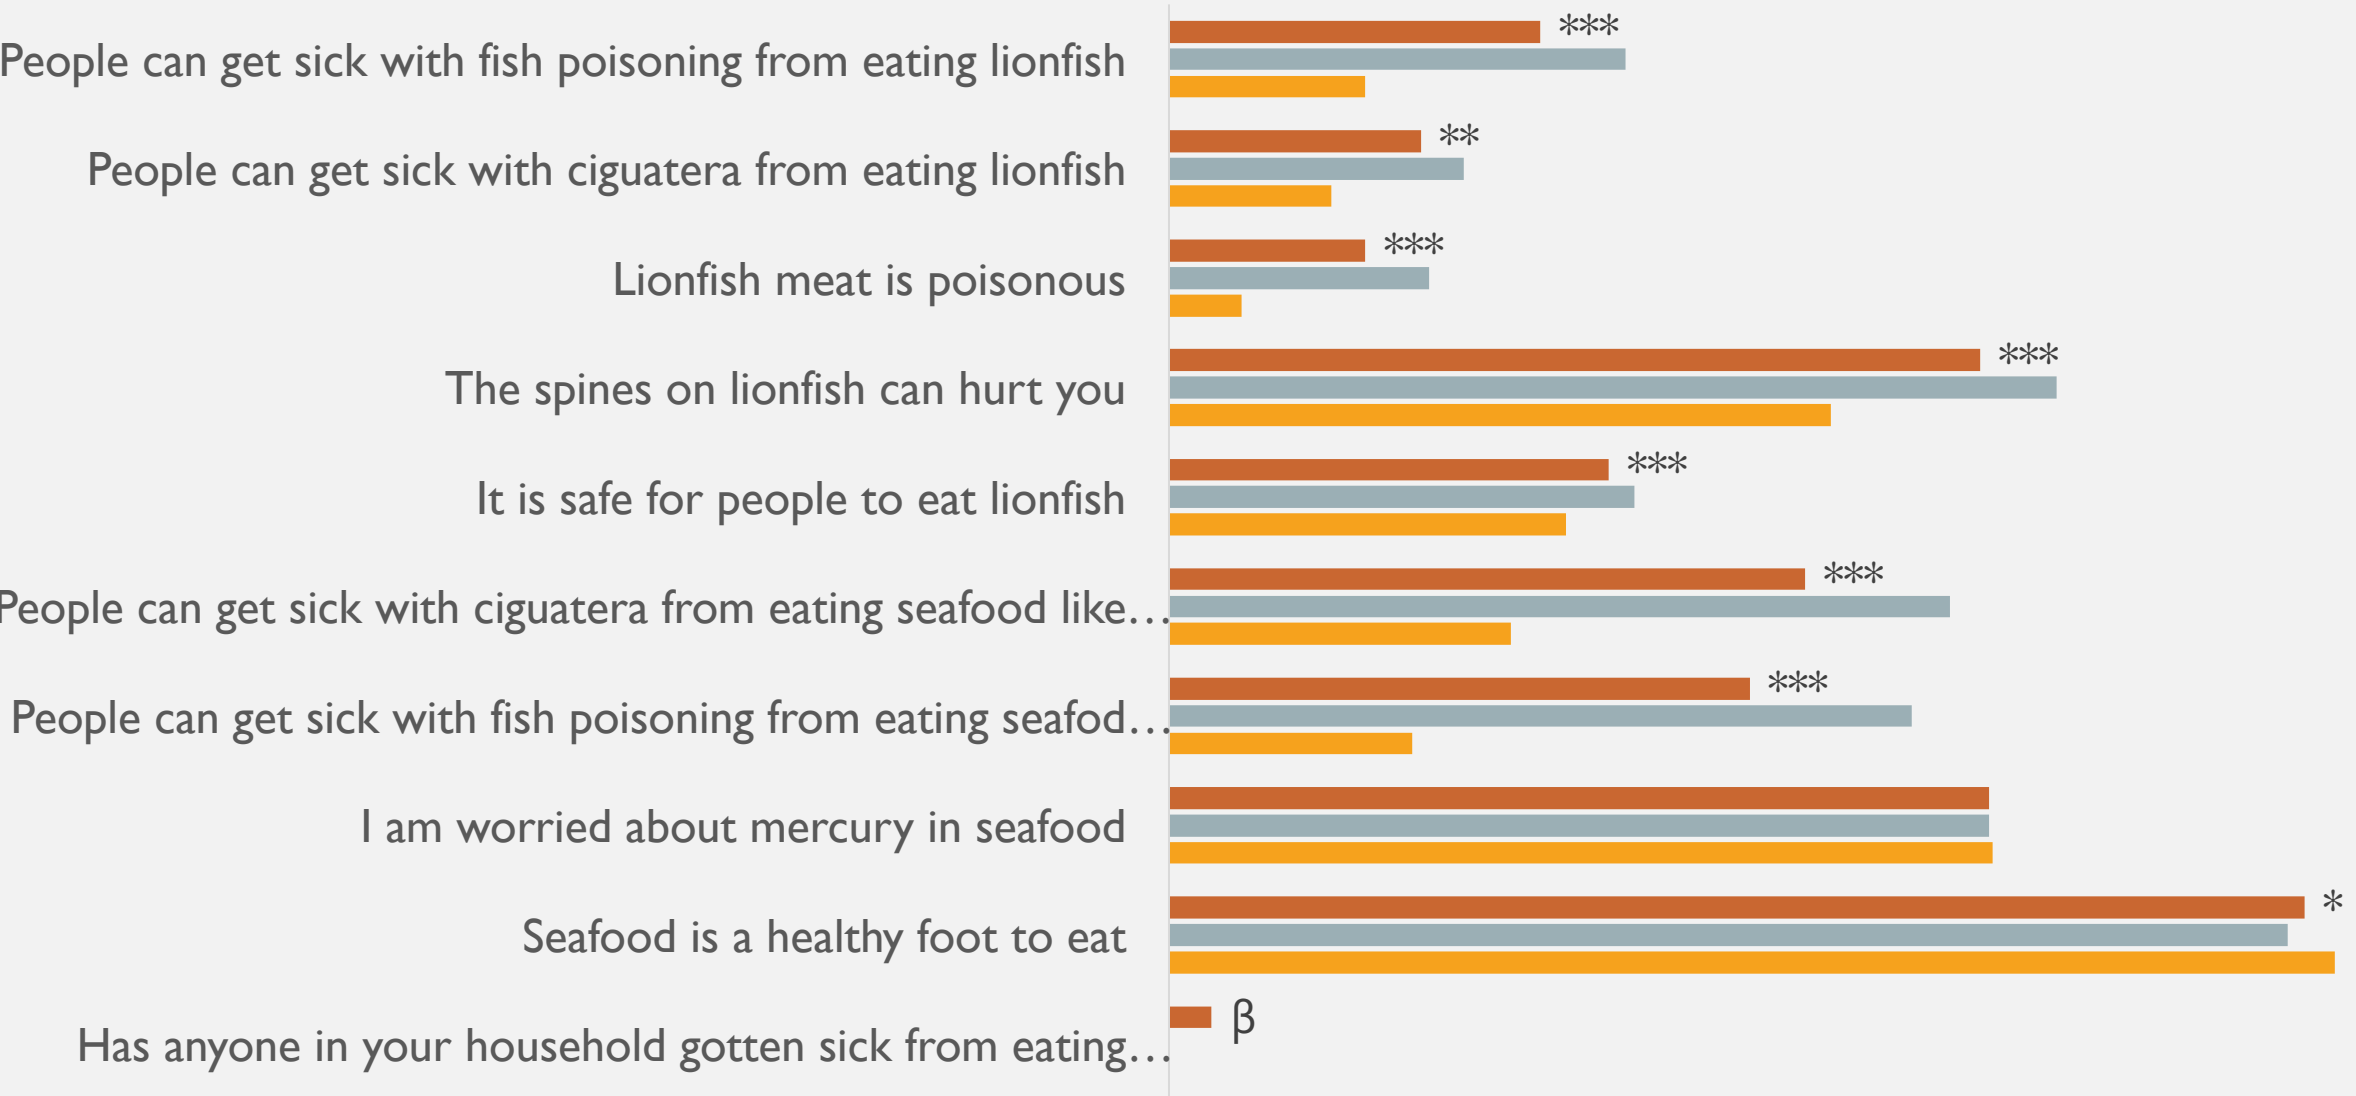 People can get sick with fish poisoning from eating lionfish
***
People can get sick with ciguatera from eating lionfish
**
Lionfish meat is poisonous
***
The spines on lionfish can hurt you
***
It is safe for people to eat lionfish
***
People can get sick with ciguatera from eating seafood like…
***
People can get sick with fish poisoning from eating seafod…
***
I am worried about mercury in seafood
Seafood is a healthy foot to eat
*
Has anyone in your household gotten sick from eating…
β